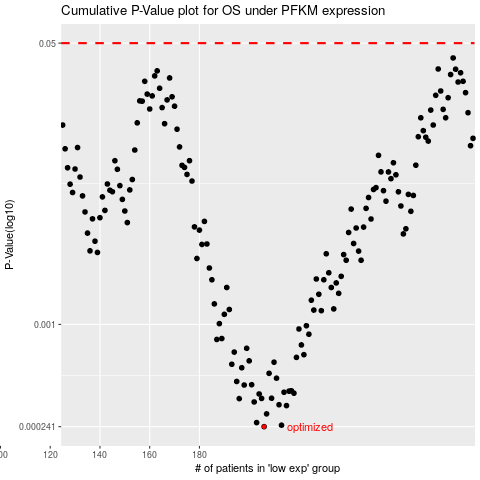 Cumulative P-Value plot for OS under PFKM expression
P-Value(log10)
0.05
0.001
0.000241
optimized
00 120 140 160 180
# of patients in 'low exp' group